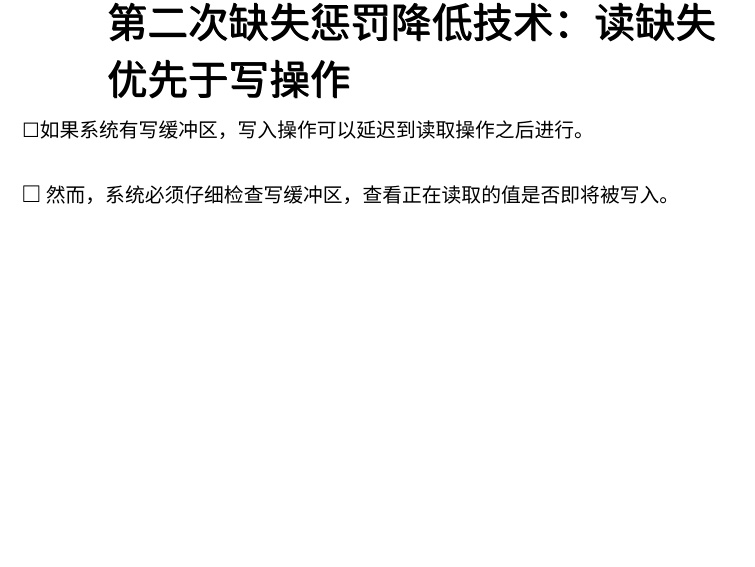 第二次缺失惩罚降低技术：读缺失
优先于写操作
□如果系统有写缓冲区，写入操作可以延迟到读取操作之后进行。
□ 然而，系统必须仔细检查写缓冲区，查看正在读取的值是否即将被写入。